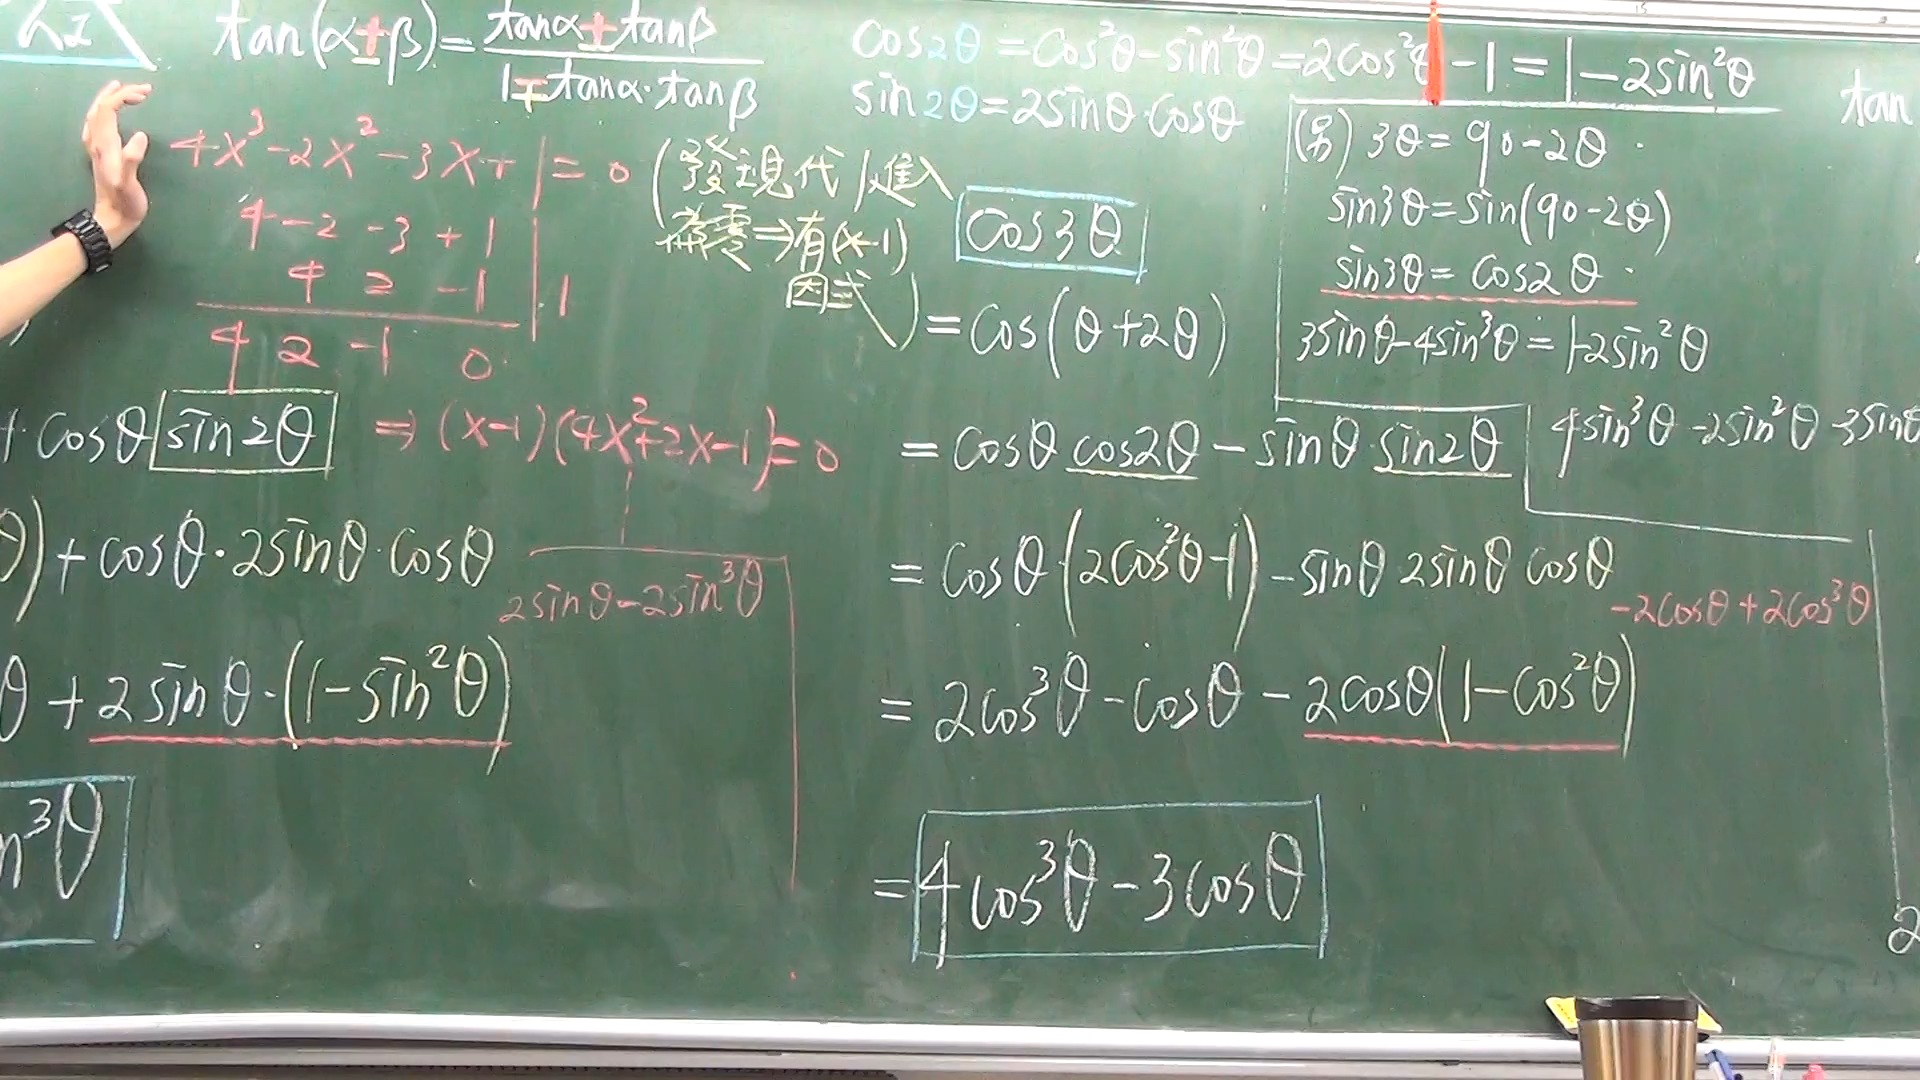 tan(α±β)=(tanα±tanβ)/(1∓tanα·tanβ)
cos2θ=cos²θ-sin²θ=2cos²θ-1=1-2sin²θ
sin2θ=2sinθ·cosθ
tan
4x³-2x²-3x+1=0
(發現代1進入
為零⇒有(x-1)
因式)
4 -2 -3 +1
4 2 -1 | 1
4 2 -1 0
⇒(x-1)(4x²+2x-1)=0
+cosθ sin2θ
θ)+cosθ·2sinθ·cosθ
2sinθ-2sin³θ
θ+2sinθ·(1-sin²θ)
n³θ
cos3θ
=cos(θ+2θ)
=cosθ cos2θ-sinθ·sin2θ
=cosθ·(2cos²θ-1)-sinθ 2sinθ cosθ
-2cosθ+2cos³θ
=2cos³θ-cosθ-2cosθ(1-cos²θ)
=4cos³θ-3cosθ
(另)3θ=90-2θ
sin3θ=sin(90-2θ)
sin3θ=cos2θ
3sinθ-4sin³θ=1-2sin²θ
4sin³θ-2sin²θ-3sinθ
2